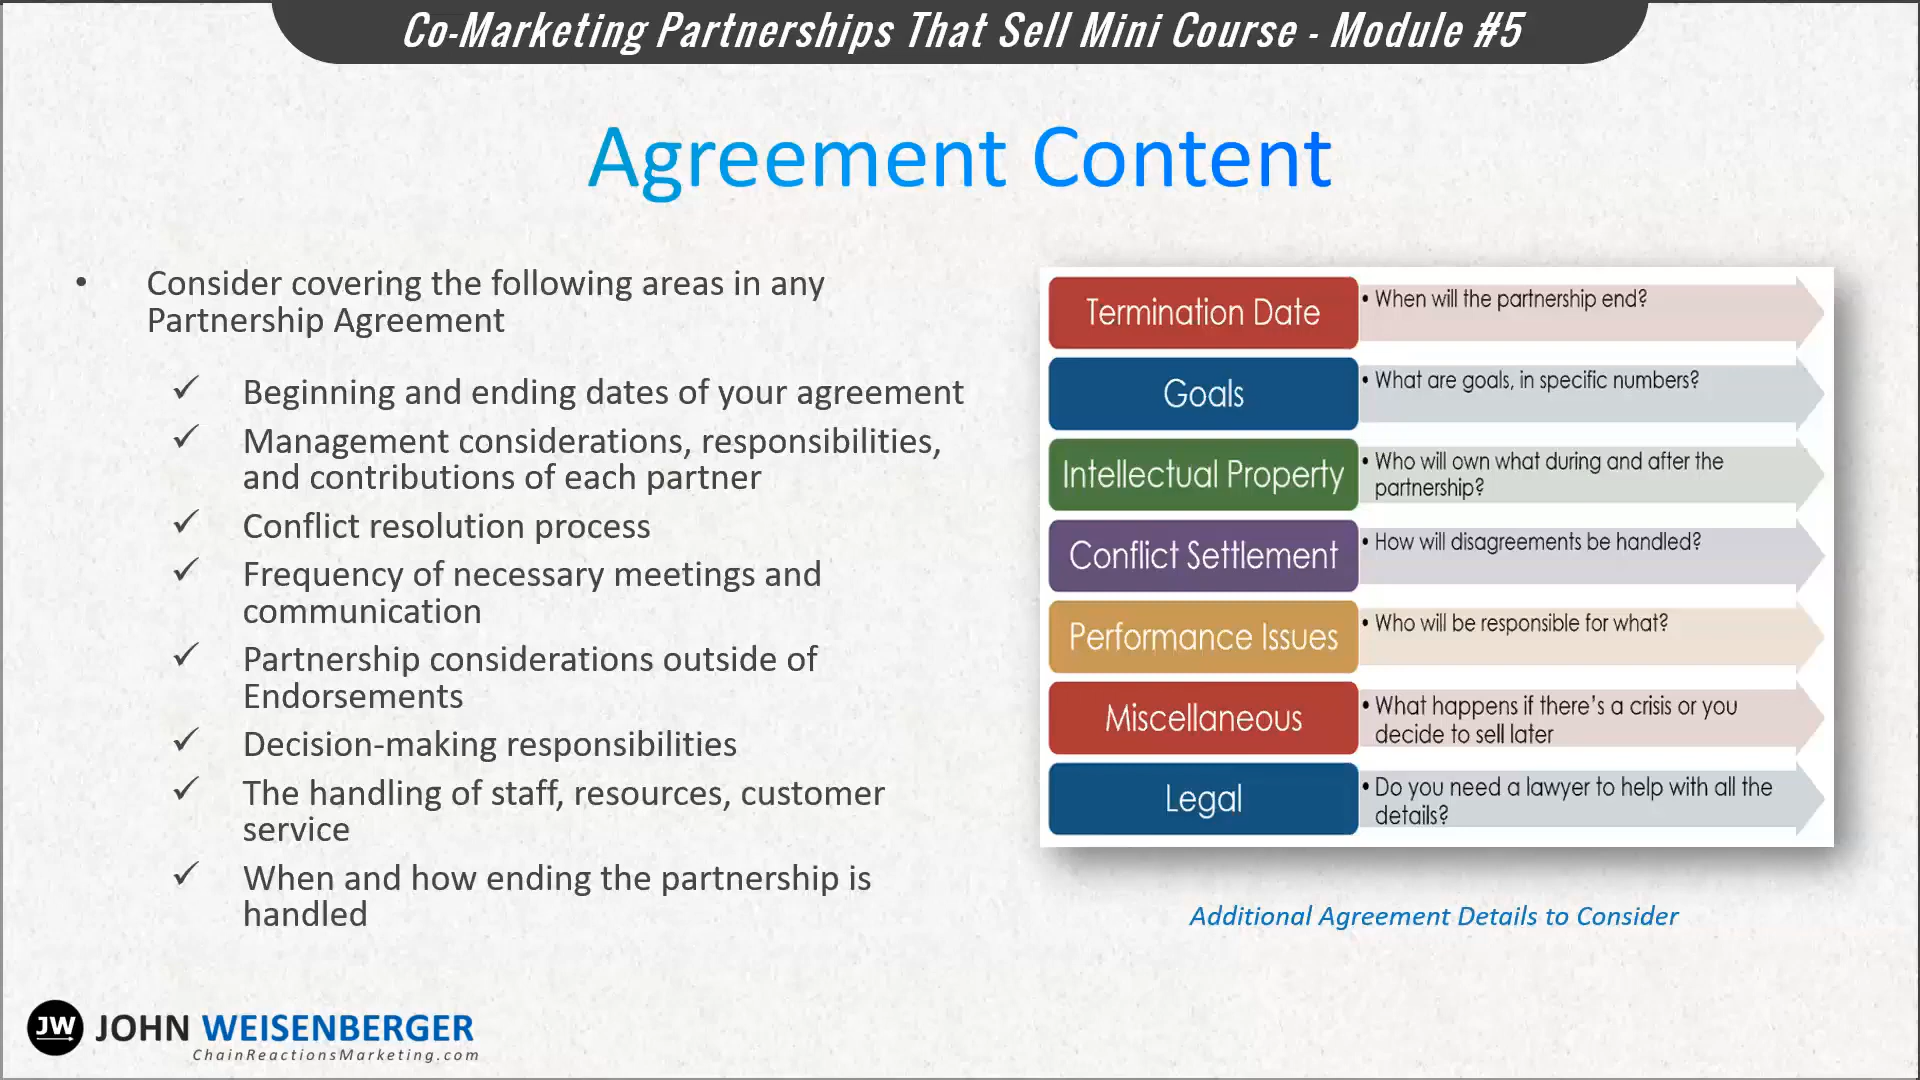 Co-Marketing Partnerships That Sell Mini Course - Module #5
Agreement Content
• Consider covering the following areas in any
Partnership Agreement
✓ Beginning and ending dates of your agreement
✓ Management considerations, responsibilities,
and contributions of each partner
✓ Conflict resolution process
✓ Frequency of necessary meetings and
communication
✓ Partnership considerations outside of
Endorsements
✓ Decision-making responsibilities
✓ The handling of staff, resources, customer
service
✓ When and how ending the partnership is
handled
Termination Date
• When will the partnership end?
Goals
• What are goals, in specific numbers?
Intellectual Property
• Who will own what during and after the
partnership?
Conflict Settlement
• How will disagreements be handled?
Performance Issues
• Who will be responsible for what?
Miscellaneous
• What happens if there's a crisis or you
decide to sell later
Legal
• Do you need a lawyer to help with all the
details?
Additional Agreement Details to Consider
JW JOHN WEISENBERGER
ChainReactionsMarketing.com